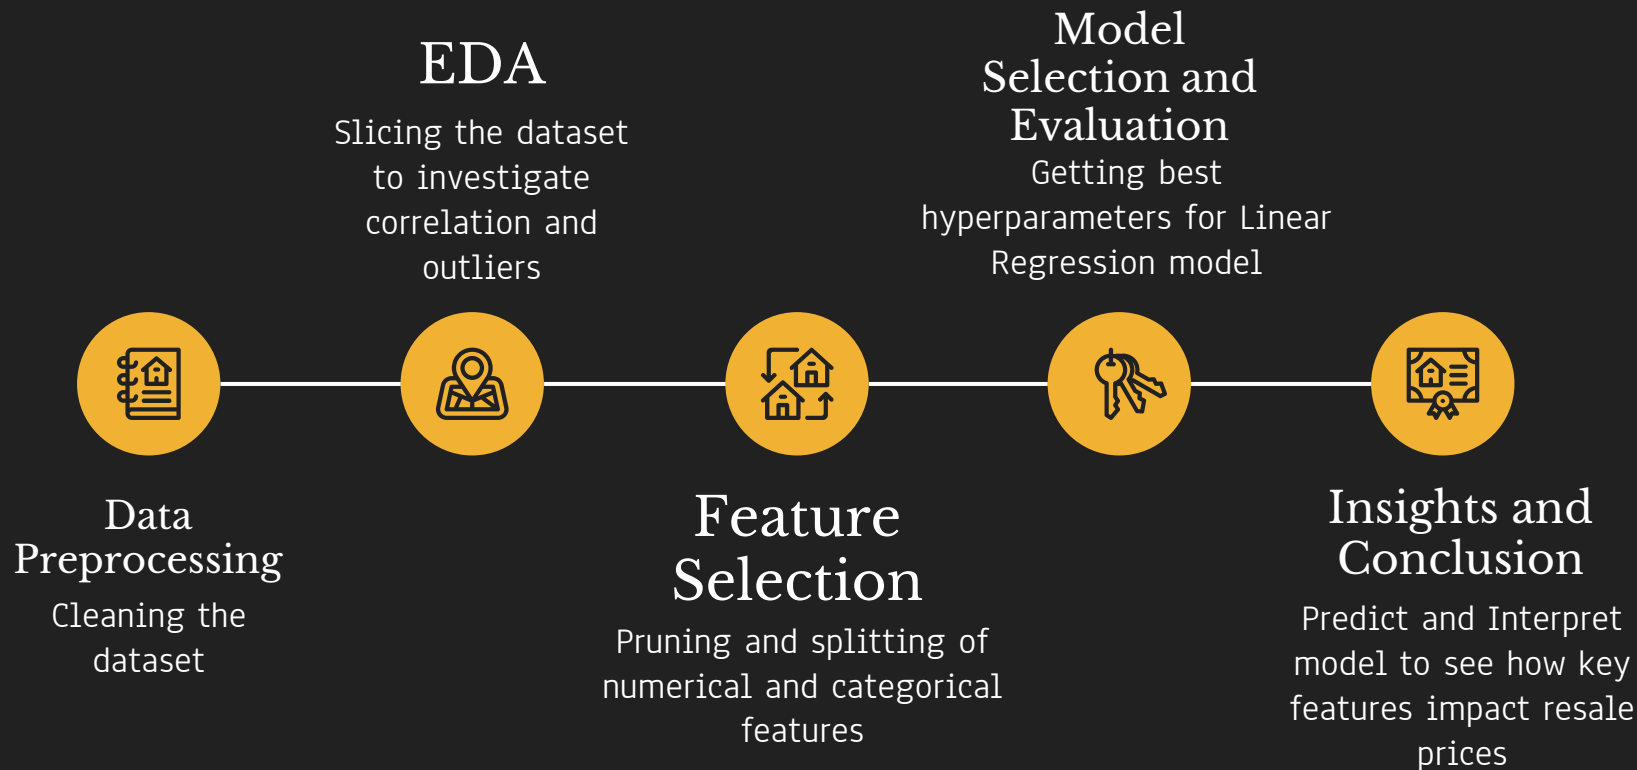 Data
Preprocessing
Cleaning the
dataset
EDA
Slicing the dataset
to investigate
correlation and
outliers
Feature
Selection
Pruning and splitting of
numerical and categorical
features
Model
Selection and
Evaluation
Getting best
hyperparameters for Linear
Regression model
Insights and
Conclusion
Predict and Interpret
model to see how key
features impact resale
prices